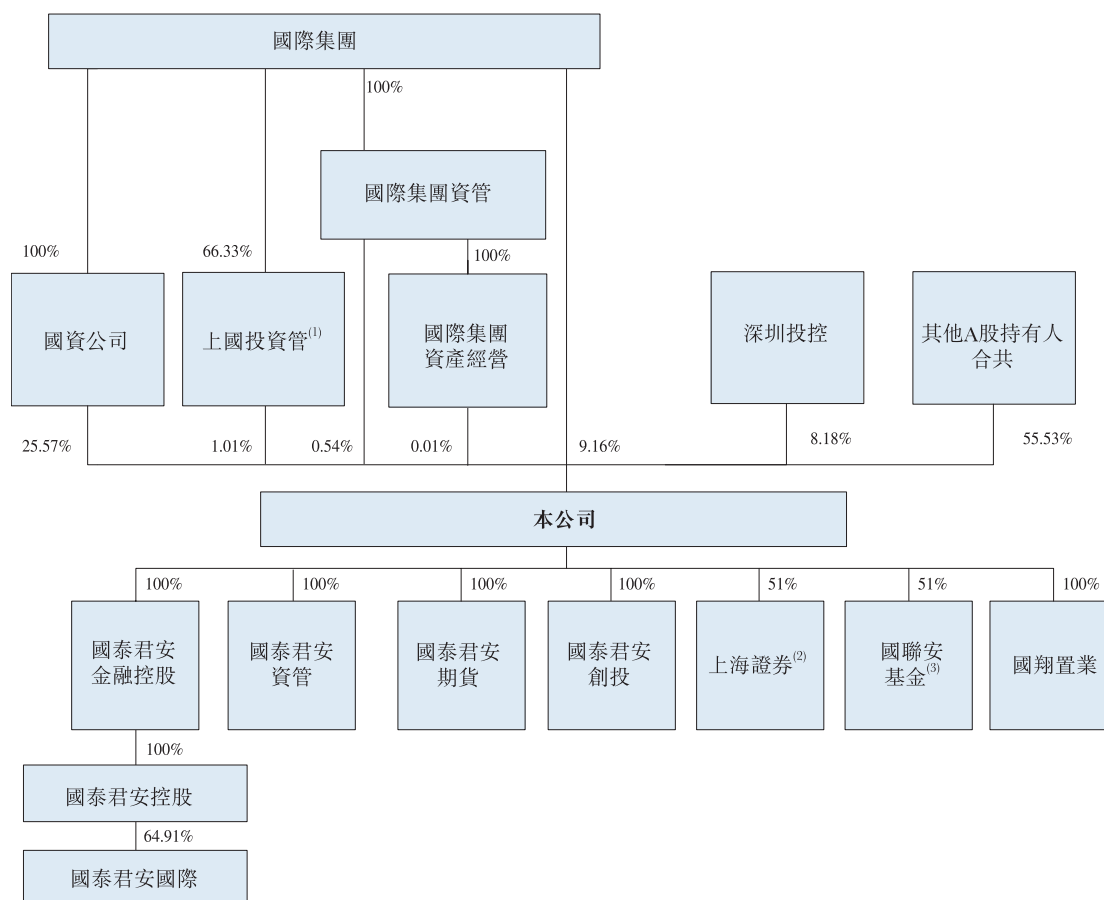 國際集團
100%
國際集團資管
100%
66.33%
100%
國資公司
上國投資管(1)
國際集團
資產經營
深圳投控
其他A股持有人
合共
25.57%
1.01%
0.54%
0.01%
9.16%
8.18%
55.53%
本公司
100%
100%
100%
100%
51%
51%
100%
國泰君安
金融控股
國泰君安
資管
國泰君安
期貨
國泰君安
創投
上海證券(2)
國聯安
基金(3)
國翔置業
100%
國泰君安控股
64.91%
國泰君安國際